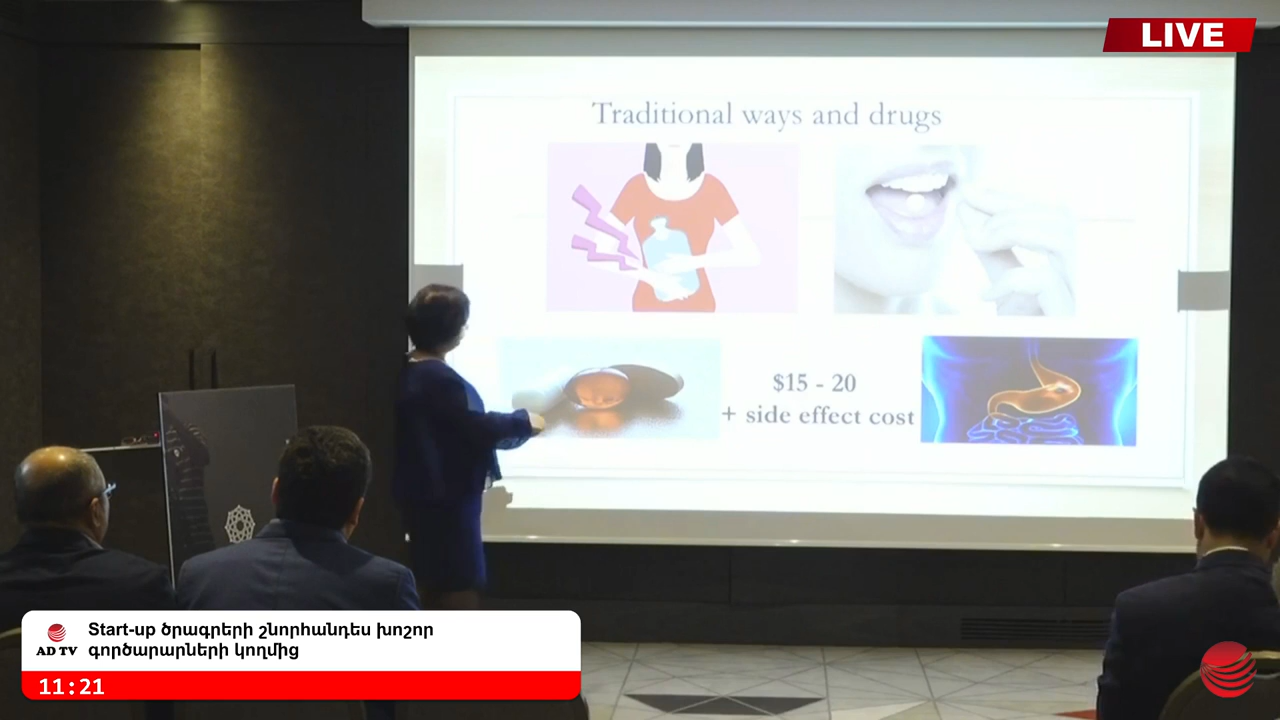 LIVE
Traditional ways and drugs
$15 - 20
+ side effect cost
Start-up ծրագրերի շնորհանդես խոշոր
գործարարների կողմից
AD TV
11:21